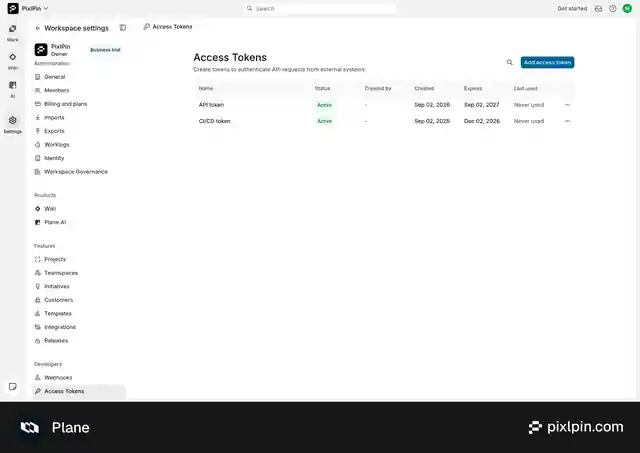 PixlPin
Search
Get started
M
Work
Wiki
AI
Settings
Workspace settings
PixlPin
Owner
Business trial
Administration
General
Members
Billing and plans
Imports
Exports
Worklogs
Identity
Workspace Governance
Products
Wiki
Plane AI
Features
Projects
Teamspaces
Initiatives
Customers
Templates
Integrations
Releases
Developers
Webhooks
Access Tokens
Access Tokens
Access Tokens
Create tokens to authenticate API requests from external systems.
Add access token
Name Status Created by Created Expires Last used
API token Active - Sep 02, 2026 Sep 02, 2027 Never used
CI/CD token Active - Sep 02, 2026 Dec 02, 2026 Never used
Plane
pixlpin.com